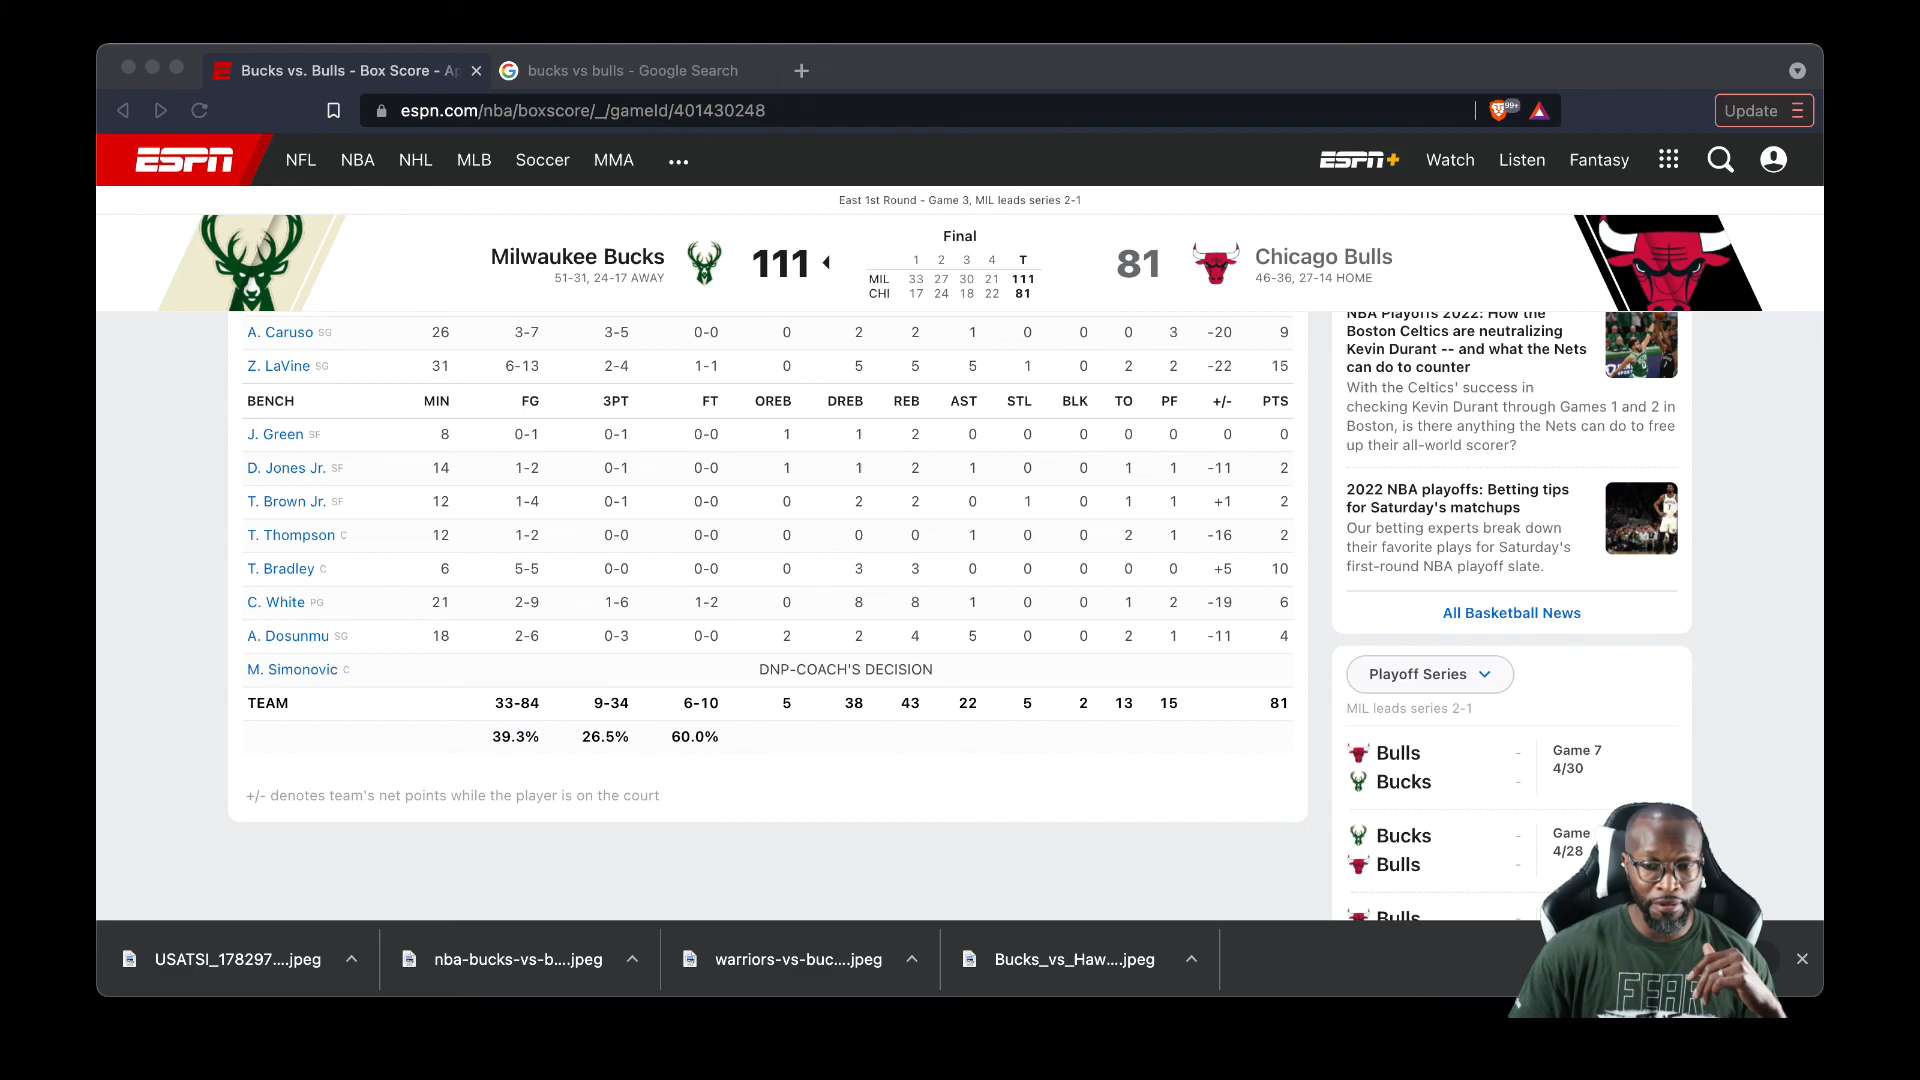 Bucks vs. Bulls - Box Score - Ap
bucks vs bulls - Google Search
espn.com/nba/boxscore/_/gameId/401430248
99+
Update
ESPN
NFL NBA NHL MLB Soccer MMA
ESPN+ Watch Listen Fantasy
East 1st Round - Game 3, MIL leads series 2-1
Milwaukee Bucks
51-31, 24-17 AWAY
111
Final
1 2 3 4 T
MIL 33 27 30 21 111
CHI 17 24 18 22 81
81
Chicago Bulls
46-36, 27-14 HOME
A. Caruso SG 26 3-7 3-5 0-0 0 2 2 1 0 0 0 3 -20 9
Z. LaVine SG 31 6-13 2-4 1-1 0 5 5 5 1 0 2 2 -22 15
BENCH MIN FG 3PT FT OREB DREB REB AST STL BLK TO PF +/- PTS
J. Green SF 8 0-1 0-1 0-0 1 1 2 0 0 0 0 0 0 0
D. Jones Jr. SF 14 1-2 0-1 0-0 1 1 2 1 0 0 1 1 -11 2
T. Brown Jr. SF 12 1-4 0-1 0-0 0 2 2 0 1 0 1 1 +1 2
T. Thompson C 12 1-2 0-0 0-0 0 0 0 1 0 0 2 1 -16 2
T. Bradley C 6 5-5 0-0 0-0 0 3 3 0 0 0 0 0 +5 10
C. White PG 21 2-9 1-6 1-2 0 8 8 1 0 0 1 2 -19 6
A. Dosunmu SG 18 2-6 0-3 0-0 2 2 4 5 0 0 2 1 -11 4
M. Simonovic C DNP-COACH'S DECISION
TEAM 33-84 9-34 6-10 5 38 43 22 5 2 13 15 81
39.3% 26.5% 60.0%
+/- denotes team's net points while the player is on the court
NBA Playoffs 2022: How the
Boston Celtics are neutralizing
Kevin Durant -- and what the Nets
can do to counter
With the Celtics' success in
checking Kevin Durant through Games 1 and 2 in
Boston, is there anything the Nets can do to free
up their all-world scorer?
2022 NBA playoffs: Betting tips
for Saturday's matchups
Our betting experts break down
their favorite plays for Saturday's
first-round NBA playoff slate.
All Basketball News
Playoff Series
MIL leads series 2-1
Bulls - Game 7
Bucks - 4/30
Bucks - Game
Bulls - 4/28
Bulls
USATSI_178297....jpeg
nba-bucks-vs-b....jpeg
warriors-vs-buc....jpeg
Bucks_vs_Haw....jpeg
FEAR